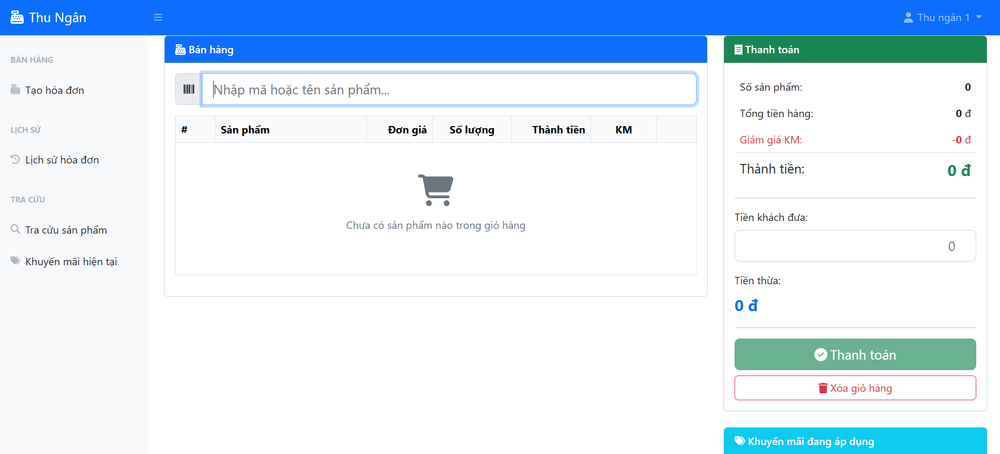 Thu Ngân
Thu ngân 1
BÁN HÀNG
Tạo hóa đơn
LỊCH SỬ
Lịch sử hóa đơn
TRA CỨU
Tra cứu sản phẩm
Khuyến mãi hiện tại
Bán hàng
Nhập mã hoặc tên sản phẩm...
# Sản phẩm Đơn giá Số lượng Thành tiền KM
Chưa có sản phẩm nào trong giỏ hàng
Thanh toán
Số sản phẩm: 0
Tổng tiền hàng: 0 đ
Giảm giá KM: -0 đ
Thành tiền: 0 đ
Tiền khách đưa:
0
Tiền thừa:
0 đ
Thanh toán
Xóa giỏ hàng
Khuyến mãi đang áp dụng